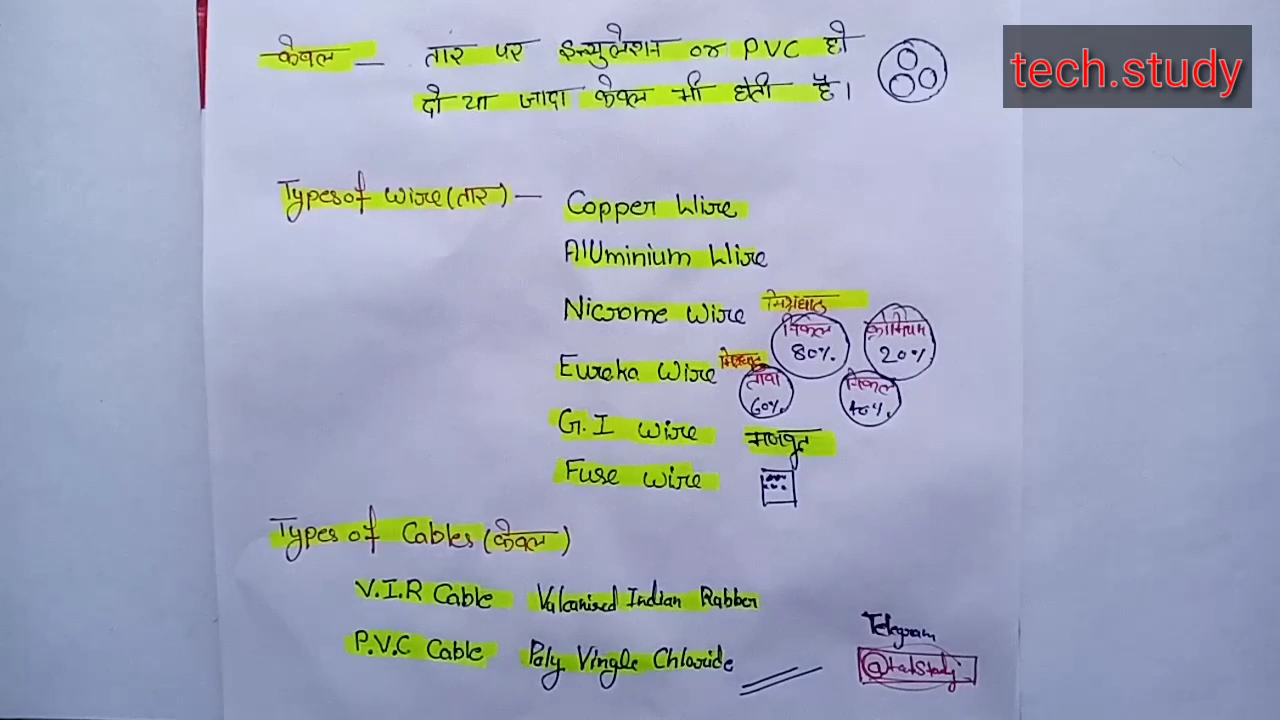 tech.study
केबल — तार पर इन्सुलेशन or PVC हो
दो या जादा केबल भी होती है।
Types of Wire (तार) —
Copper Wire
Aluminium Wire
Nicrome Wire मिश्रधातु
निकल 80% क्रोमियम 20%
Eureka Wire मिश्रधातु
तांबा 60% निकल 40%
G.I Wire मजबूत
Fuse Wire
Types of Cables (केबल)
V.I.R Cable Valcanised Indian Rabber
P.V.C Cable Poly Vingle Chloride
Telegram